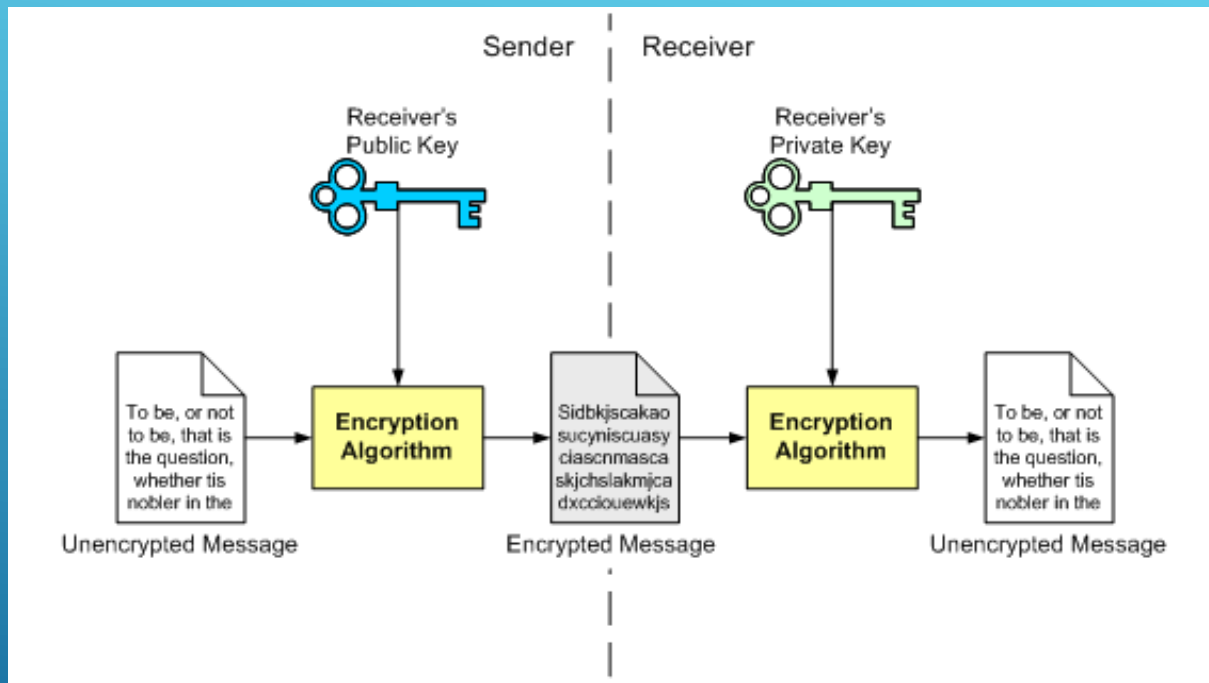 Sender
Receiver
Receiver's
Public Key
Receiver's
Private Key
To be, or not
to be, that is
the question,
whether tis
nobler in the
Unencrypted Message
Encryption
Algorithm
Sidbkjscakao
sucyniscuasy
ciascnmasca
skjchslakmjca
dxcciouewkjs
Encrypted Message
Encryption
Algorithm
To be, or not
to be, that is
the question,
whether tis
nobler in the
Unencrypted Message